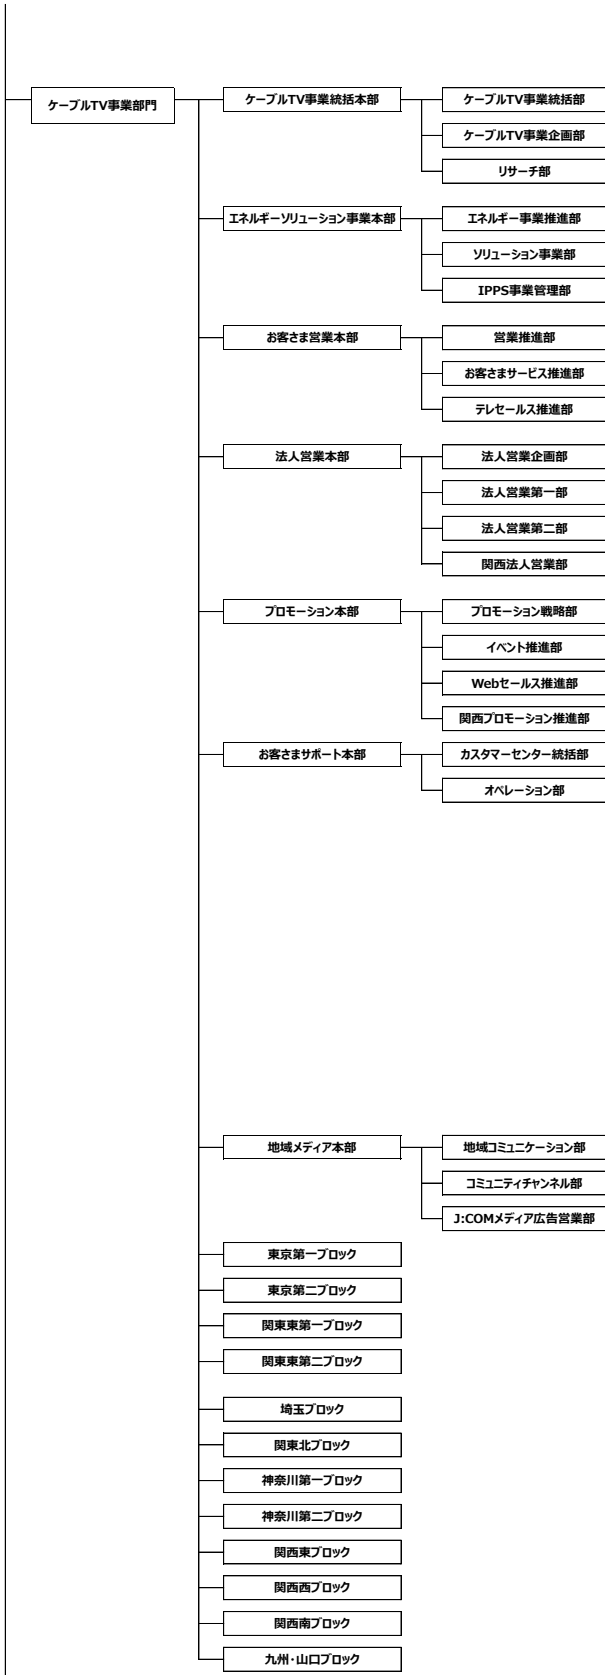 ケーブルTV事業部門
ケーブルTV事業統括本部
ケーブルTV事業統括部
ケーブルTV事業企画部
リサーチ部
エネルギーソリューション事業本部
エネルギー事業推進部
ソリューション事業部
IPPS事業管理部
お客さま営業本部
営業推進部
お客さまサービス推進部
テレセールス推進部
法人営業本部
法人営業企画部
法人営業第一部
法人営業第二部
関西法人営業部
プロモーション本部
プロモーション戦略部
イベント推進部
Webセールス推進部
関西プロモーション推進部
お客さまサポート本部
カスタマーセンター統括部
オペレーション部
地域メディア本部
地域コミュニケーション部
コミュニティチャンネル部
J:COMメディア広告営業部
東京第一ブロック
東京第二ブロック
関東東第一ブロック
関東東第二ブロック
埼玉ブロック
関東北ブロック
神奈川第一ブロック
神奈川第二ブロック
関西東ブロック
関西西ブロック
関西南ブロック
九州・山口ブロック